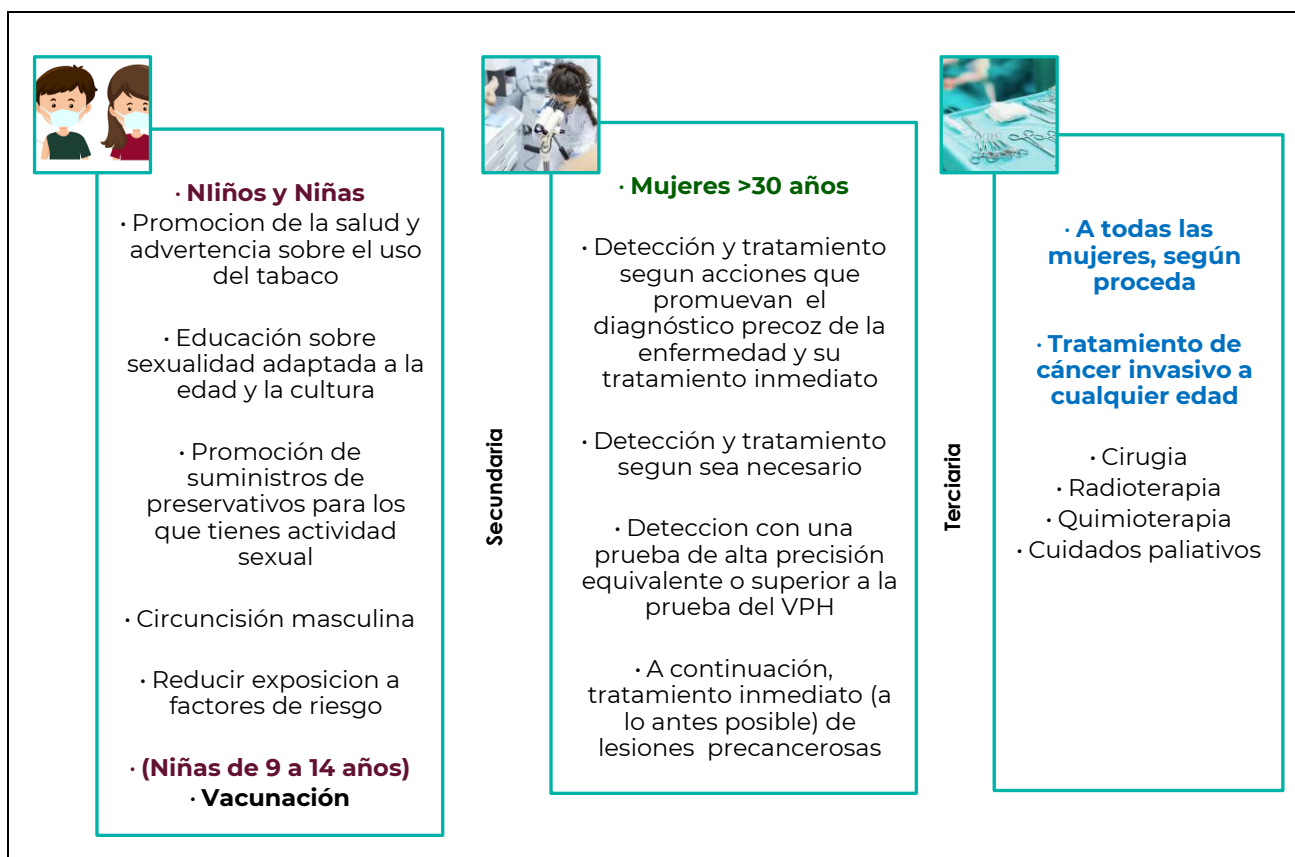 · NIiños y Niñas
· Promocion de la salud y
advertencia sobre el uso
del tabaco
· Educación sobre
sexualidad adaptada a la
edad y la cultura
· Promoción de
suministros de
preservativos para los
que tienes actividad
sexual
· Circuncisión masculina
· Reducir exposicion a
factores de riesgo
· (Niñas de 9 a 14 años)
· Vacunación
Secundaria
· Mujeres >30 años
· Detección y tratamiento
segun acciones que
promuevan el
diagnóstico precoz de la
enfermedad y su
tratamiento inmediato
· Detección y tratamiento
segun sea necesario
· Deteccion con una
prueba de alta precisión
equivalente o superior a la
prueba del VPH
· A continuación,
tratamiento inmediato (a
lo antes posible) de
lesiones precancerosas
Terciaria
· A todas las
mujeres, según
proceda
· Tratamiento de
cáncer invasivo a
cualquier edad
· Cirugia
· Radioterapia
· Quimioterapia
· Cuidados paliativos